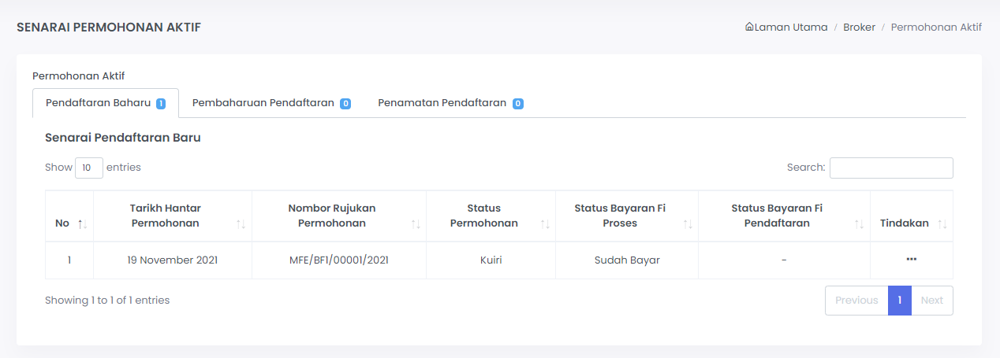 SENARAI PERMOHONAN AKTIF
Laman Utama / Broker / Permohonan Aktif
Permohonan Aktif
Pendaftaran Baharu 1 Pembaharuan Pendaftaran 0 Penamatan Pendaftaran 0
Senarai Pendaftaran Baru
Show 10 entries Search:
No Tarikh Hantar Permohonan Nombor Rujukan Permohonan Status Permohonan Status Bayaran Fi Proses Status Bayaran Fi Pendaftaran Tindakan
1 19 November 2021 MFE/BF1/00001/2021 Kuiri Sudah Bayar - •••
Showing 1 to 1 of 1 entries Previous 1 Next